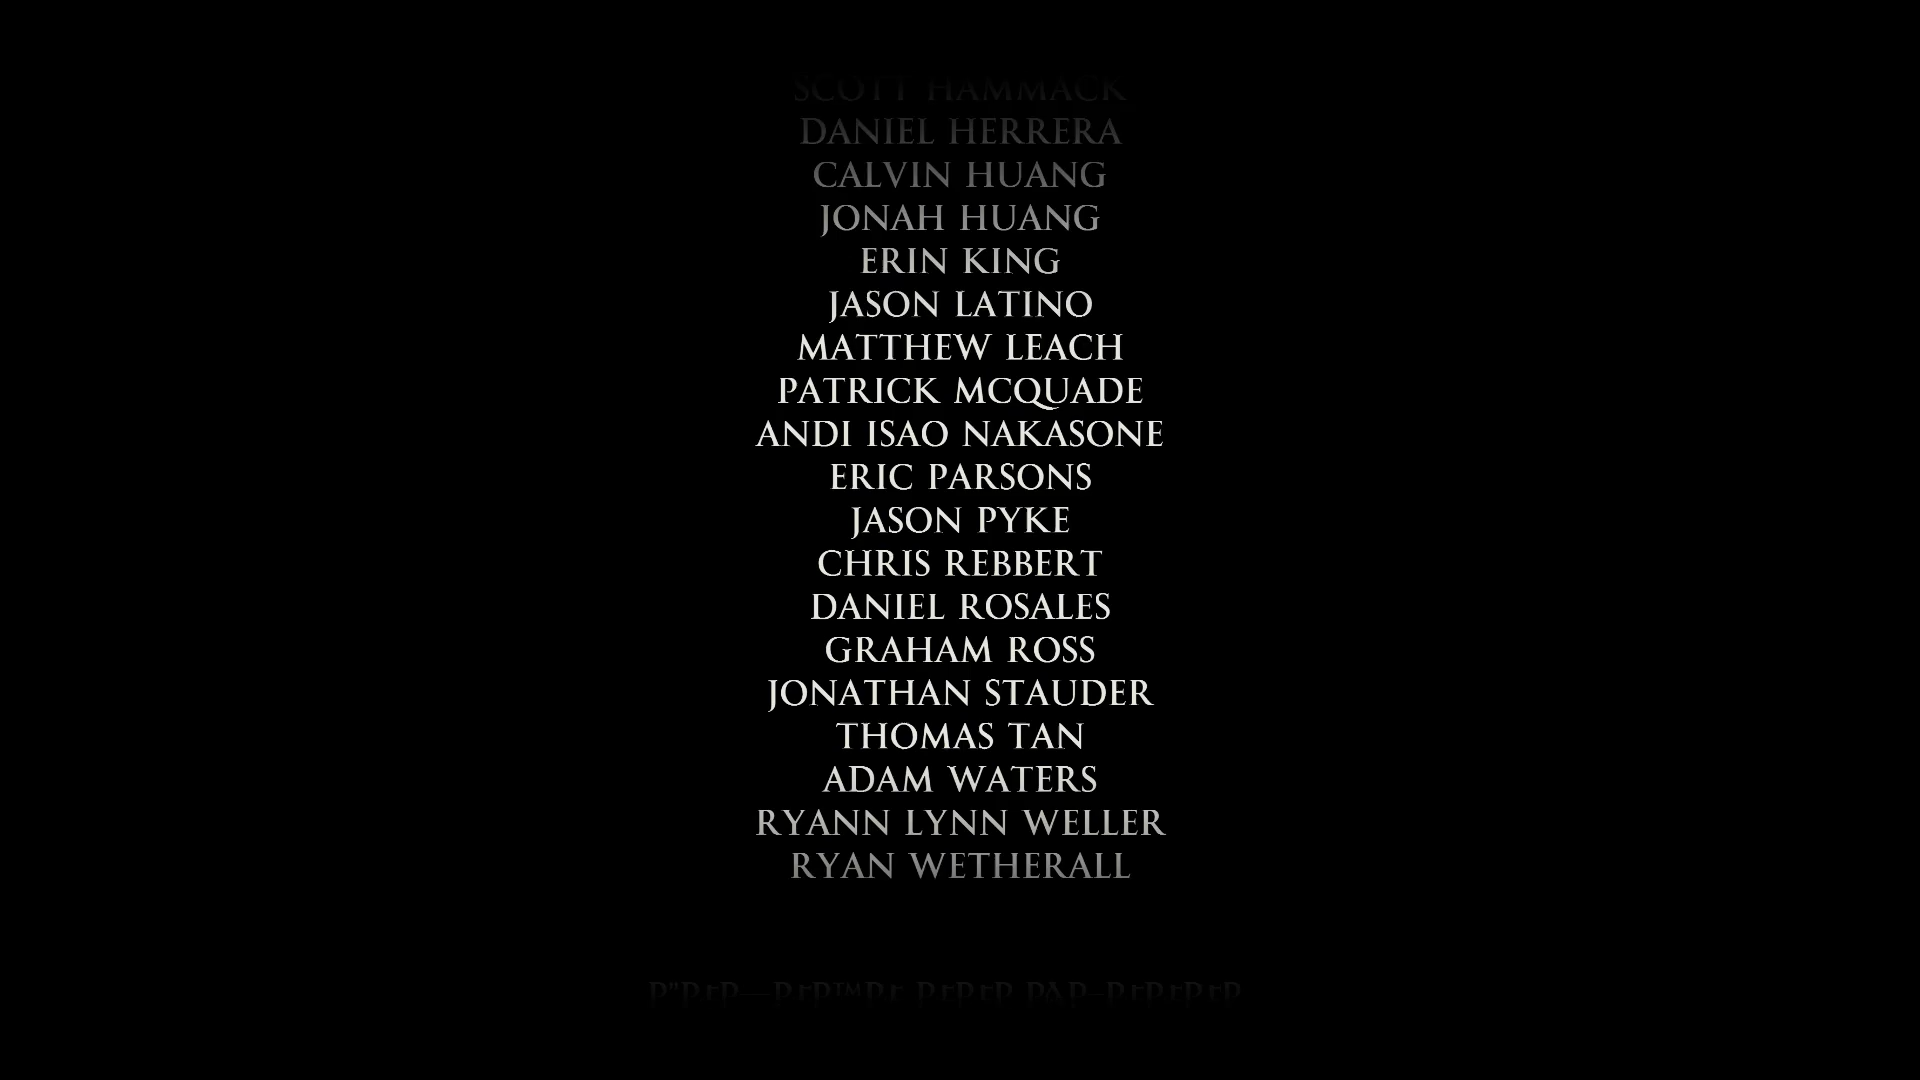 SCOTT HAMMACK
DANIEL HERRERA
CALVIN HUANG
JONAH HUANG
ERIN KING
JASON LATINO
MATTHEW LEACH
PATRICK MCQUADE
ANDI ISAO NAKASONE
ERIC PARSONS
JASON PYKE
CHRIS REBBERT
DANIEL ROSALES
GRAHAM ROSS
JONATHAN STAUDER
THOMAS TAN
ADAM WATERS
RYANN LYNN WELLER
RYAN WETHERALL